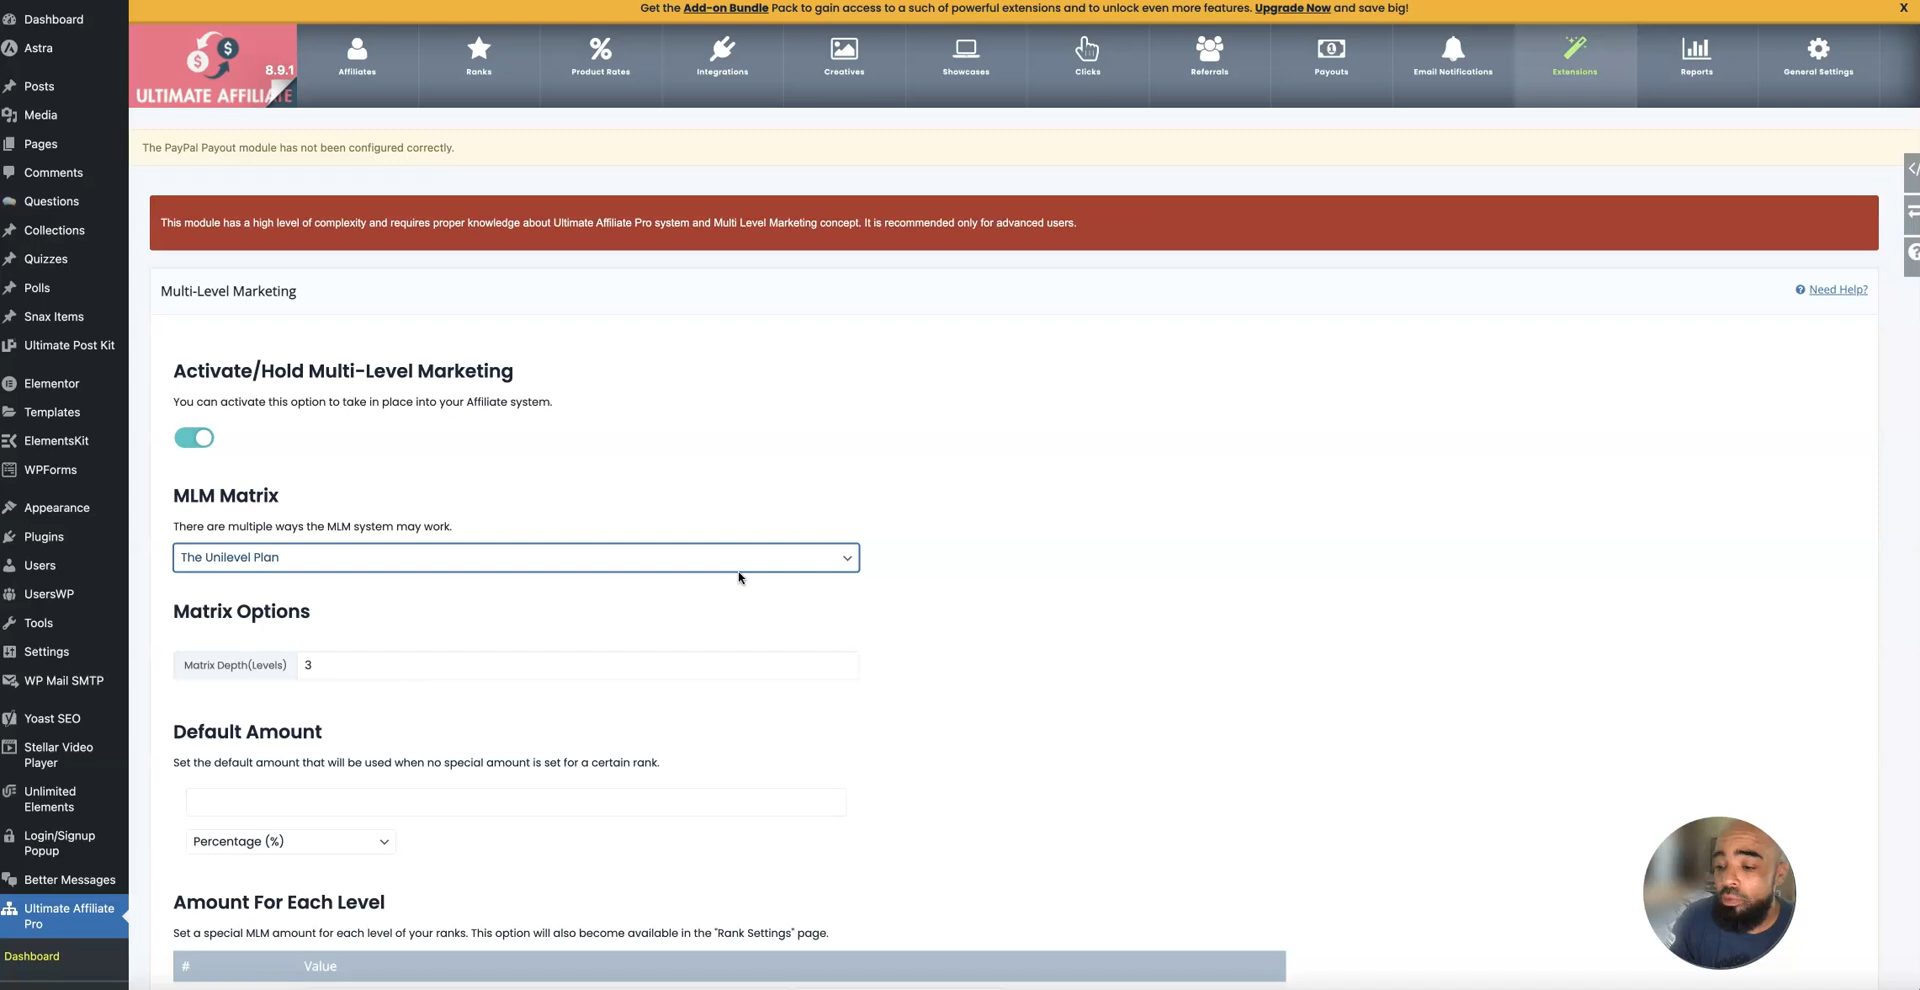 Get the Add-on Bundle Pack to gain access to a such of powerful extensions and to unlock even more features. Upgrade Now and save big!
X
Dashboard
Astra
Posts
Media
Pages
Comments
Questions
Collections
Quizzes
Polls
Snax Items
Ultimate Post Kit
Elementor
Templates
ElementsKit
WPForms
Appearance
Plugins
Users
UsersWP
Tools
Settings
WP Mail SMTP
Yoast SEO
Stellar Video
Player
Unlimited
Elements
Login/Signup
Popup
Better Messages
Ultimate Affiliate
Pro
Dashboard
8.9.1
ULTIMATE AFFILIATE
Affiliates
Ranks
Product Rates
Integrations
Creatives
Showcases
Clicks
Referrals
Payouts
Email Notifications
Extensions
Reports
General Settings
The PayPal Payout module has not been configured correctly.
This module has a high level of complexity and requires proper knowledge about Ultimate Affiliate Pro system and Multi Level Marketing concept. It is recommended only for advanced users.
Multi-Level Marketing
Need Help?
Activate/Hold Multi-Level Marketing
You can activate this option to take in place into your Affiliate system.
MLM Matrix
There are multiple ways the MLM system may work.
The Unilevel Plan
Matrix Options
Matrix Depth(Levels) 3
Default Amount
Set the default amount that will be used when no special amount is set for a certain rank.
Percentage (%)
Amount For Each Level
Set a special MLM amount for each level of your ranks. This option will also become available in the "Rank Settings" page.
# Value